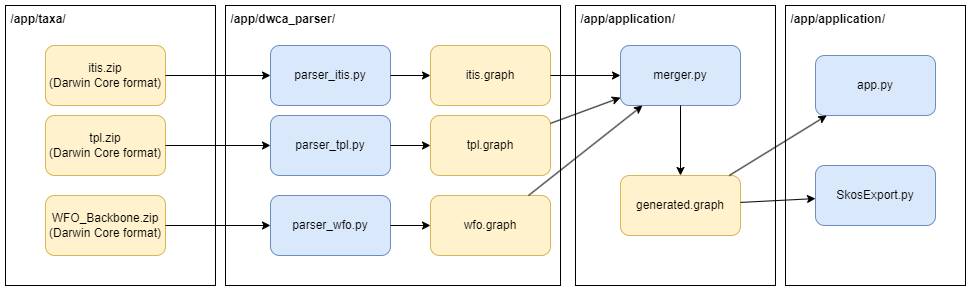 /app/taxa/
/app/dwca_parser/
/app/application/
/app/application/
itis.zip
(Darwin Core format)
parser_itis.py
itis.graph
merger.py
app.py
tpl.zip
(Darwin Core format)
parser_tpl.py
tpl.graph
WFO_Backbone.zip
(Darwin Core format)
parser_wfo.py
wfo.graph
generated.graph
SkosExport.py